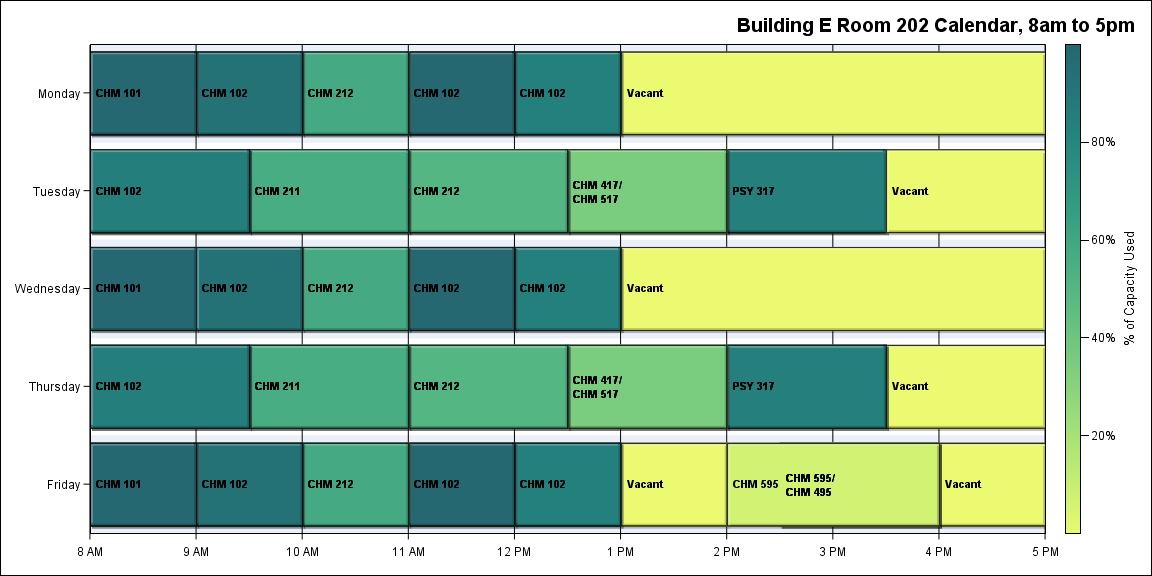 Building E Room 202 Calendar, 8am to 5pm
Monday
CHM 101
CHM 102
CHM 212
CHM 102
CHM 102
Vacant
Tuesday
CHM 102
CHM 211
CHM 212
CHM 417/
CHM 517
PSY 317
Vacant
Wednesday
CHM 101
CHM 102
CHM 212
CHM 102
CHM 102
Vacant
Thursday
CHM 102
CHM 211
CHM 212
CHM 417/
CHM 517
PSY 317
Vacant
Friday
CHM 101
CHM 102
CHM 212
CHM 102
CHM 102
Vacant
CHM 595
CHM 595/
CHM 495
Vacant
8 AM
9 AM
10 AM
11 AM
12 PM
1 PM
2 PM
3 PM
4 PM
5 PM
80%
60%
40%
20%
% of Capacity Used